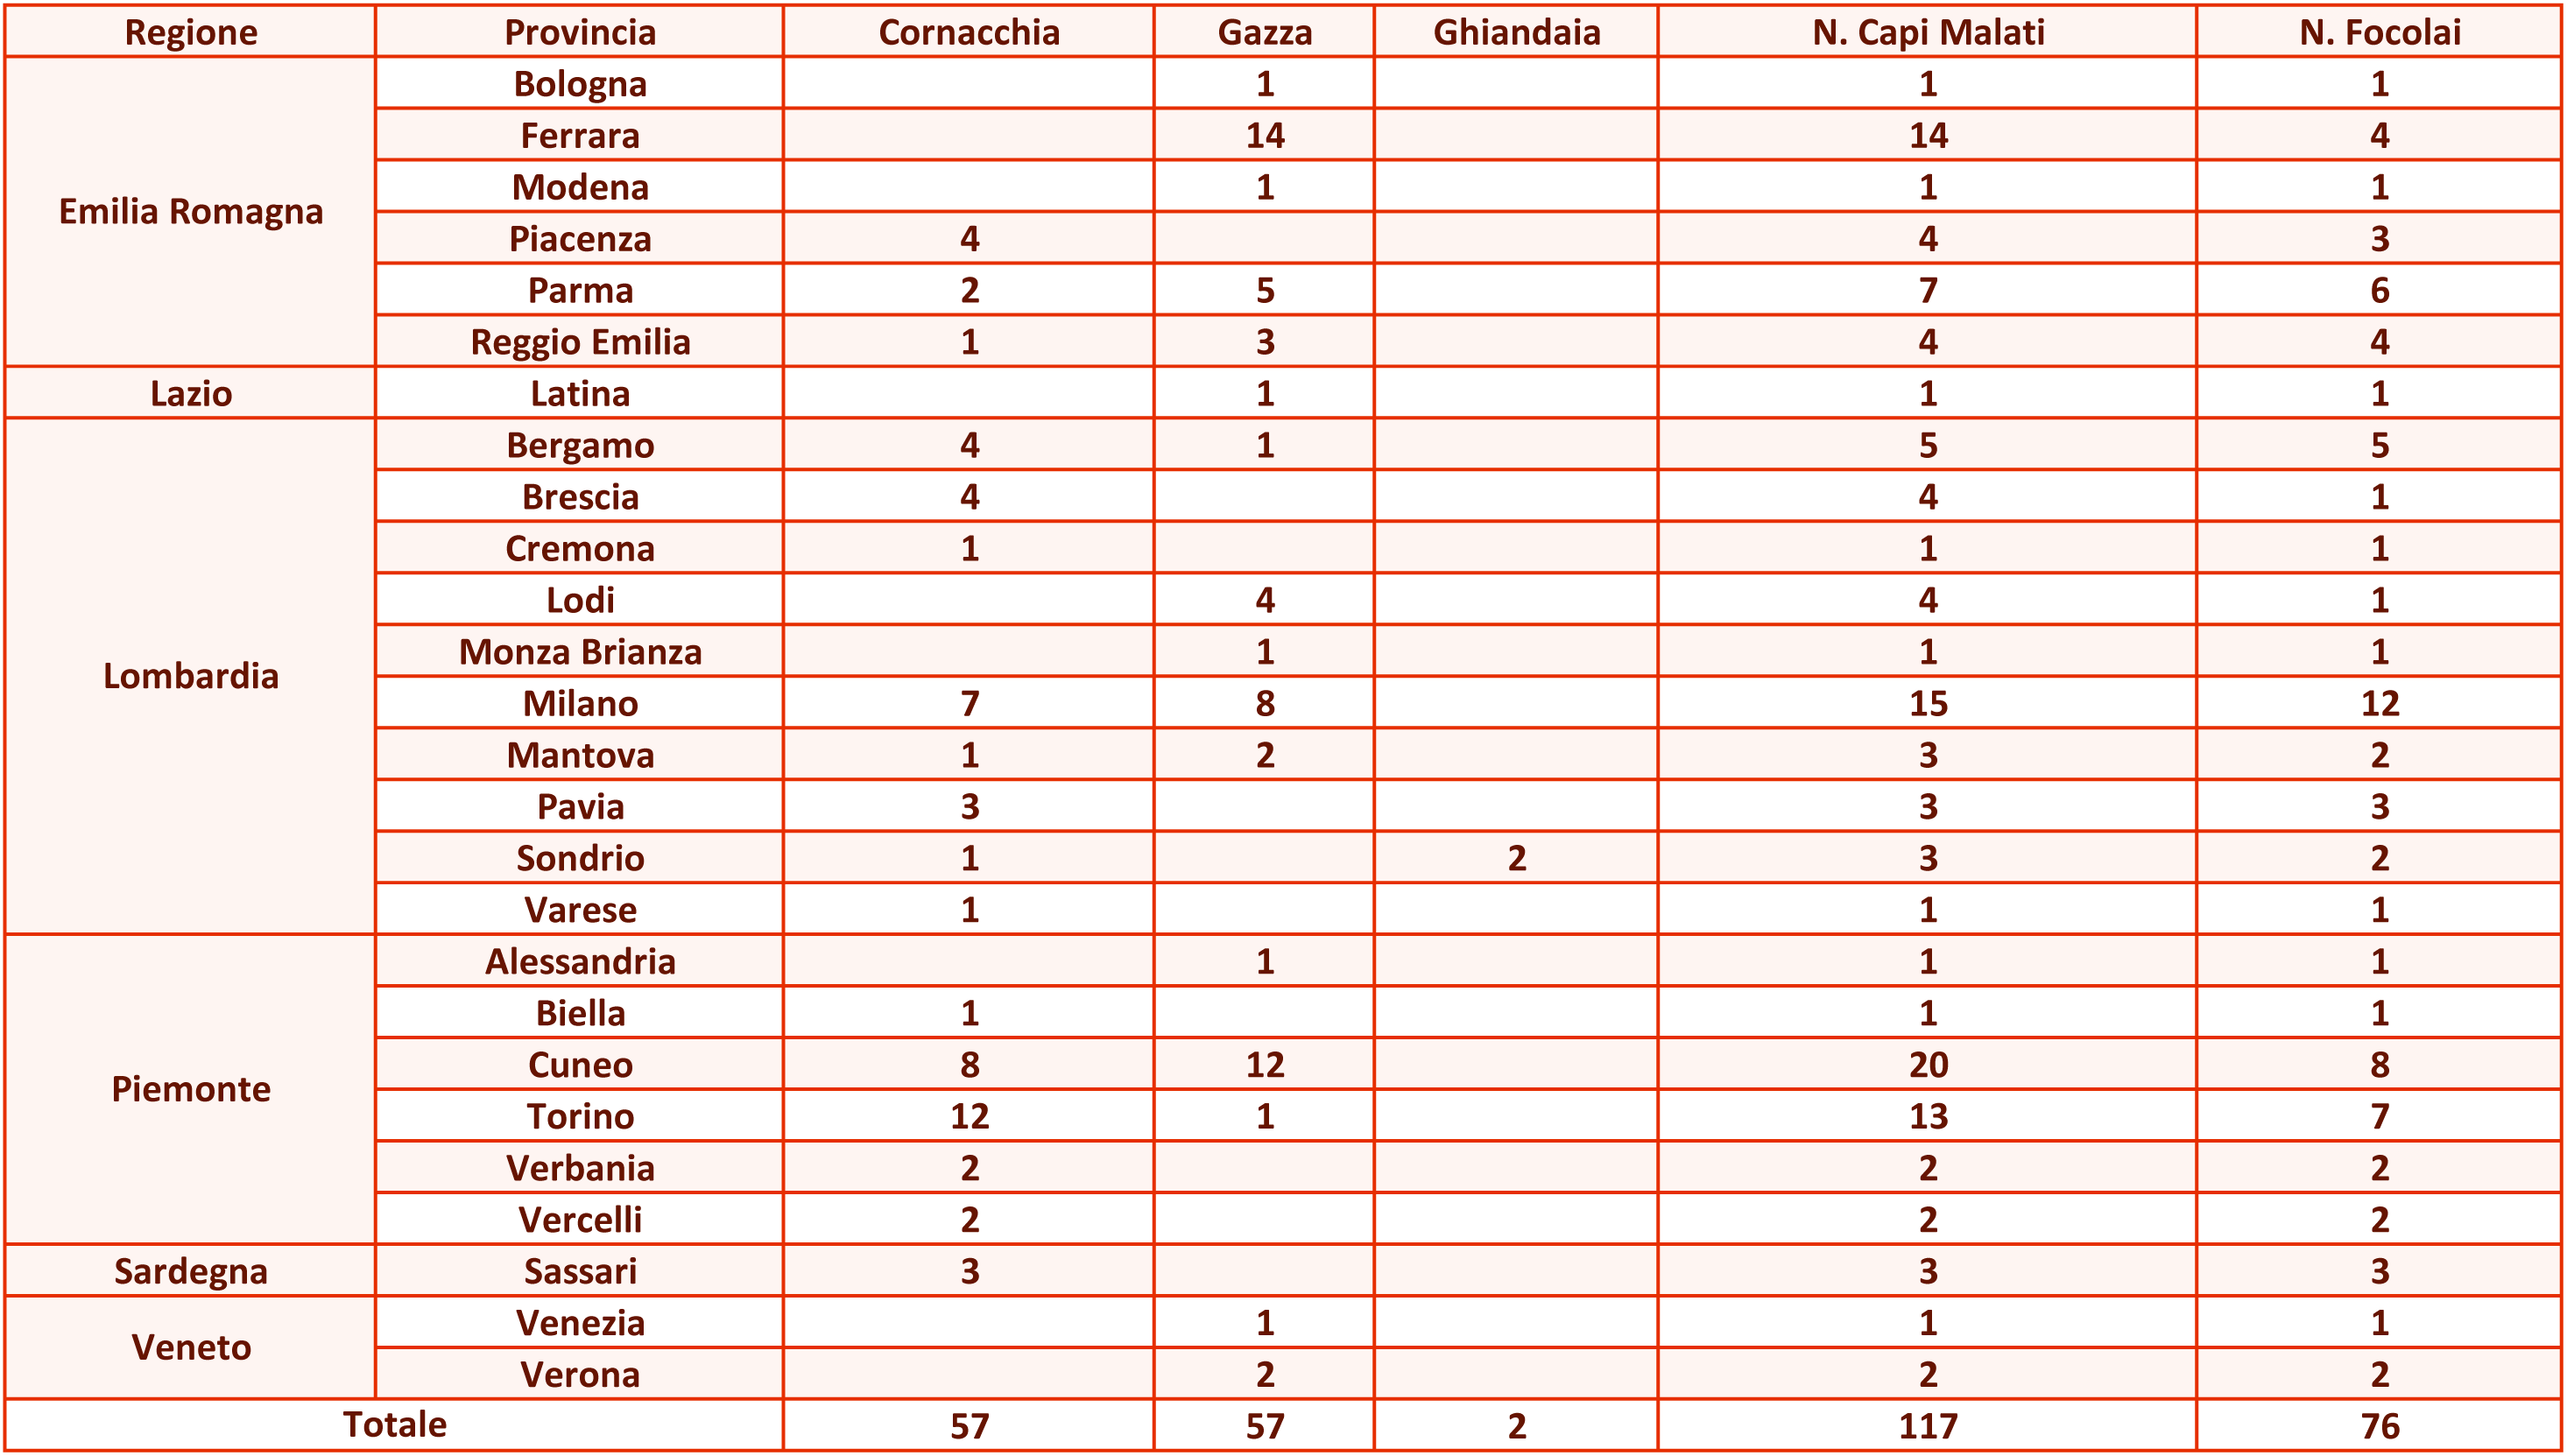 Regione Provincia Cornacchia Gazza Ghiandaia N. Capi Malati N. Focolai
Emilia Romagna
Bologna 1 1 1
Ferrara 14 14 4
Modena 1 1 1
Piacenza 4 4 3
Parma 2 5 7 6
Reggio Emilia 1 3 4 4
Lazio Latina 1 1 1
Lombardia
Bergamo 4 1 5 5
Brescia 4 4 1
Cremona 1 1 1
Lodi 4 4 1
Monza Brianza 1 1 1
Milano 7 8 15 12
Mantova 1 2 3 2
Pavia 3 3 3
Sondrio 1 2 3 2
Varese 1 1 1
Piemonte
Alessandria 1 1 1
Biella 1 1 1
Cuneo 8 12 20 8
Torino 12 1 13 7
Verbania 2 2 2
Vercelli 2 2 2
Sardegna Sassari 3 3 3
Veneto
Venezia 1 1 1
Verona 2 2 2
Totale 57 57 2 117 76